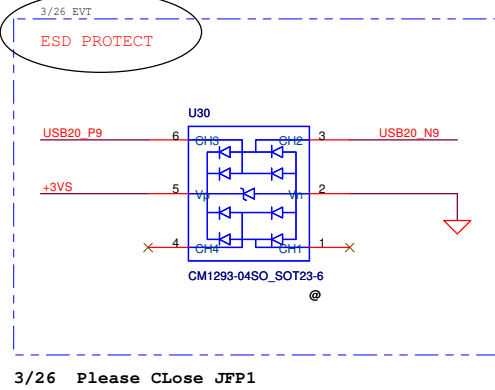 3/26 EVT
ESD PROTECT
U30
USB20_P9 6 CH3 CH2 3 USB20_N9
+3VS 5 Vp Vn 2
4 CH4 CH1 1
CM1293-04SO_SOT23-6
@
3/26 Please CLose JFP1